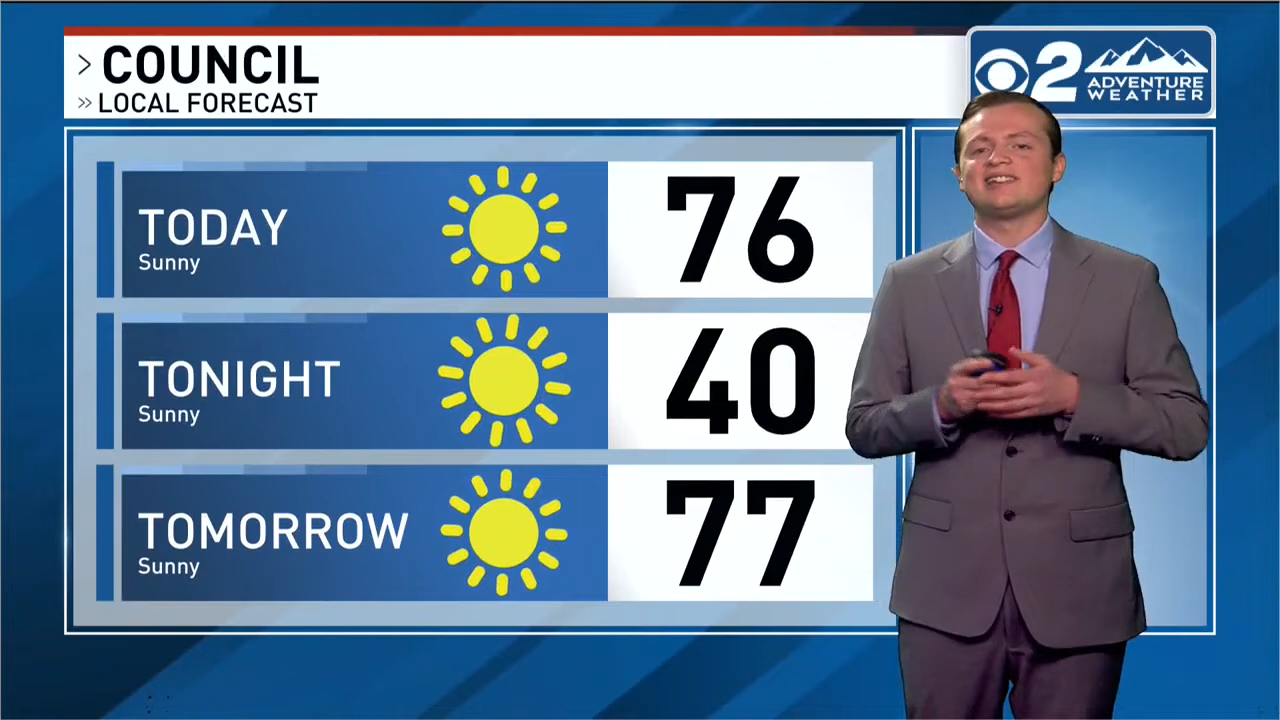 > COUNCIL
>> LOCAL FORECAST
2 ADVENTURE
WEATHER
TODAY
Sunny
76
TONIGHT
Sunny
40
TOMORROW
Sunny
77